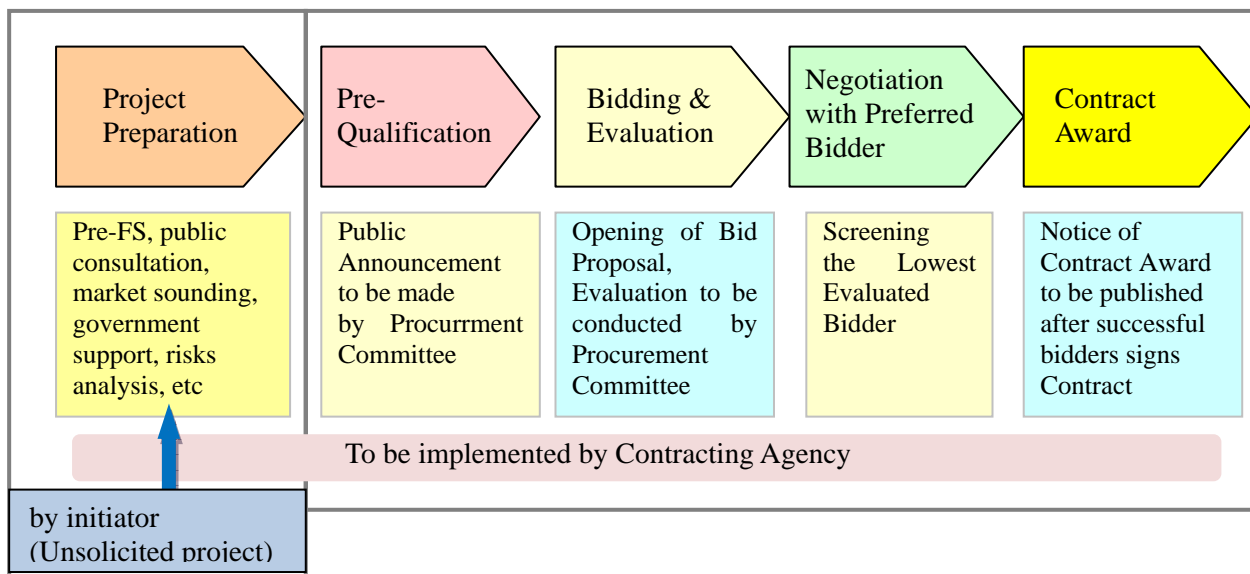 Project
Preparation
Pre-
Qualification
Bidding &
Evaluation
Negotiation
with Preferred
Bidder
Contract
Award
Pre-FS, public
consultation,
market sounding,
government
support, risks
analysis, etc
Public
Announcement
to be made
by Procurrment
Committee
Opening of Bid
Proposal,
Evaluation to be
conducted by
Procurement
Committee
Screening
the Lowest
Evaluated
Bidder
Notice of
Contract Award
to be published
after successful
bidders signs
Contract
To be implemented by Contracting Agency
by initiator
(Unsolicited project)